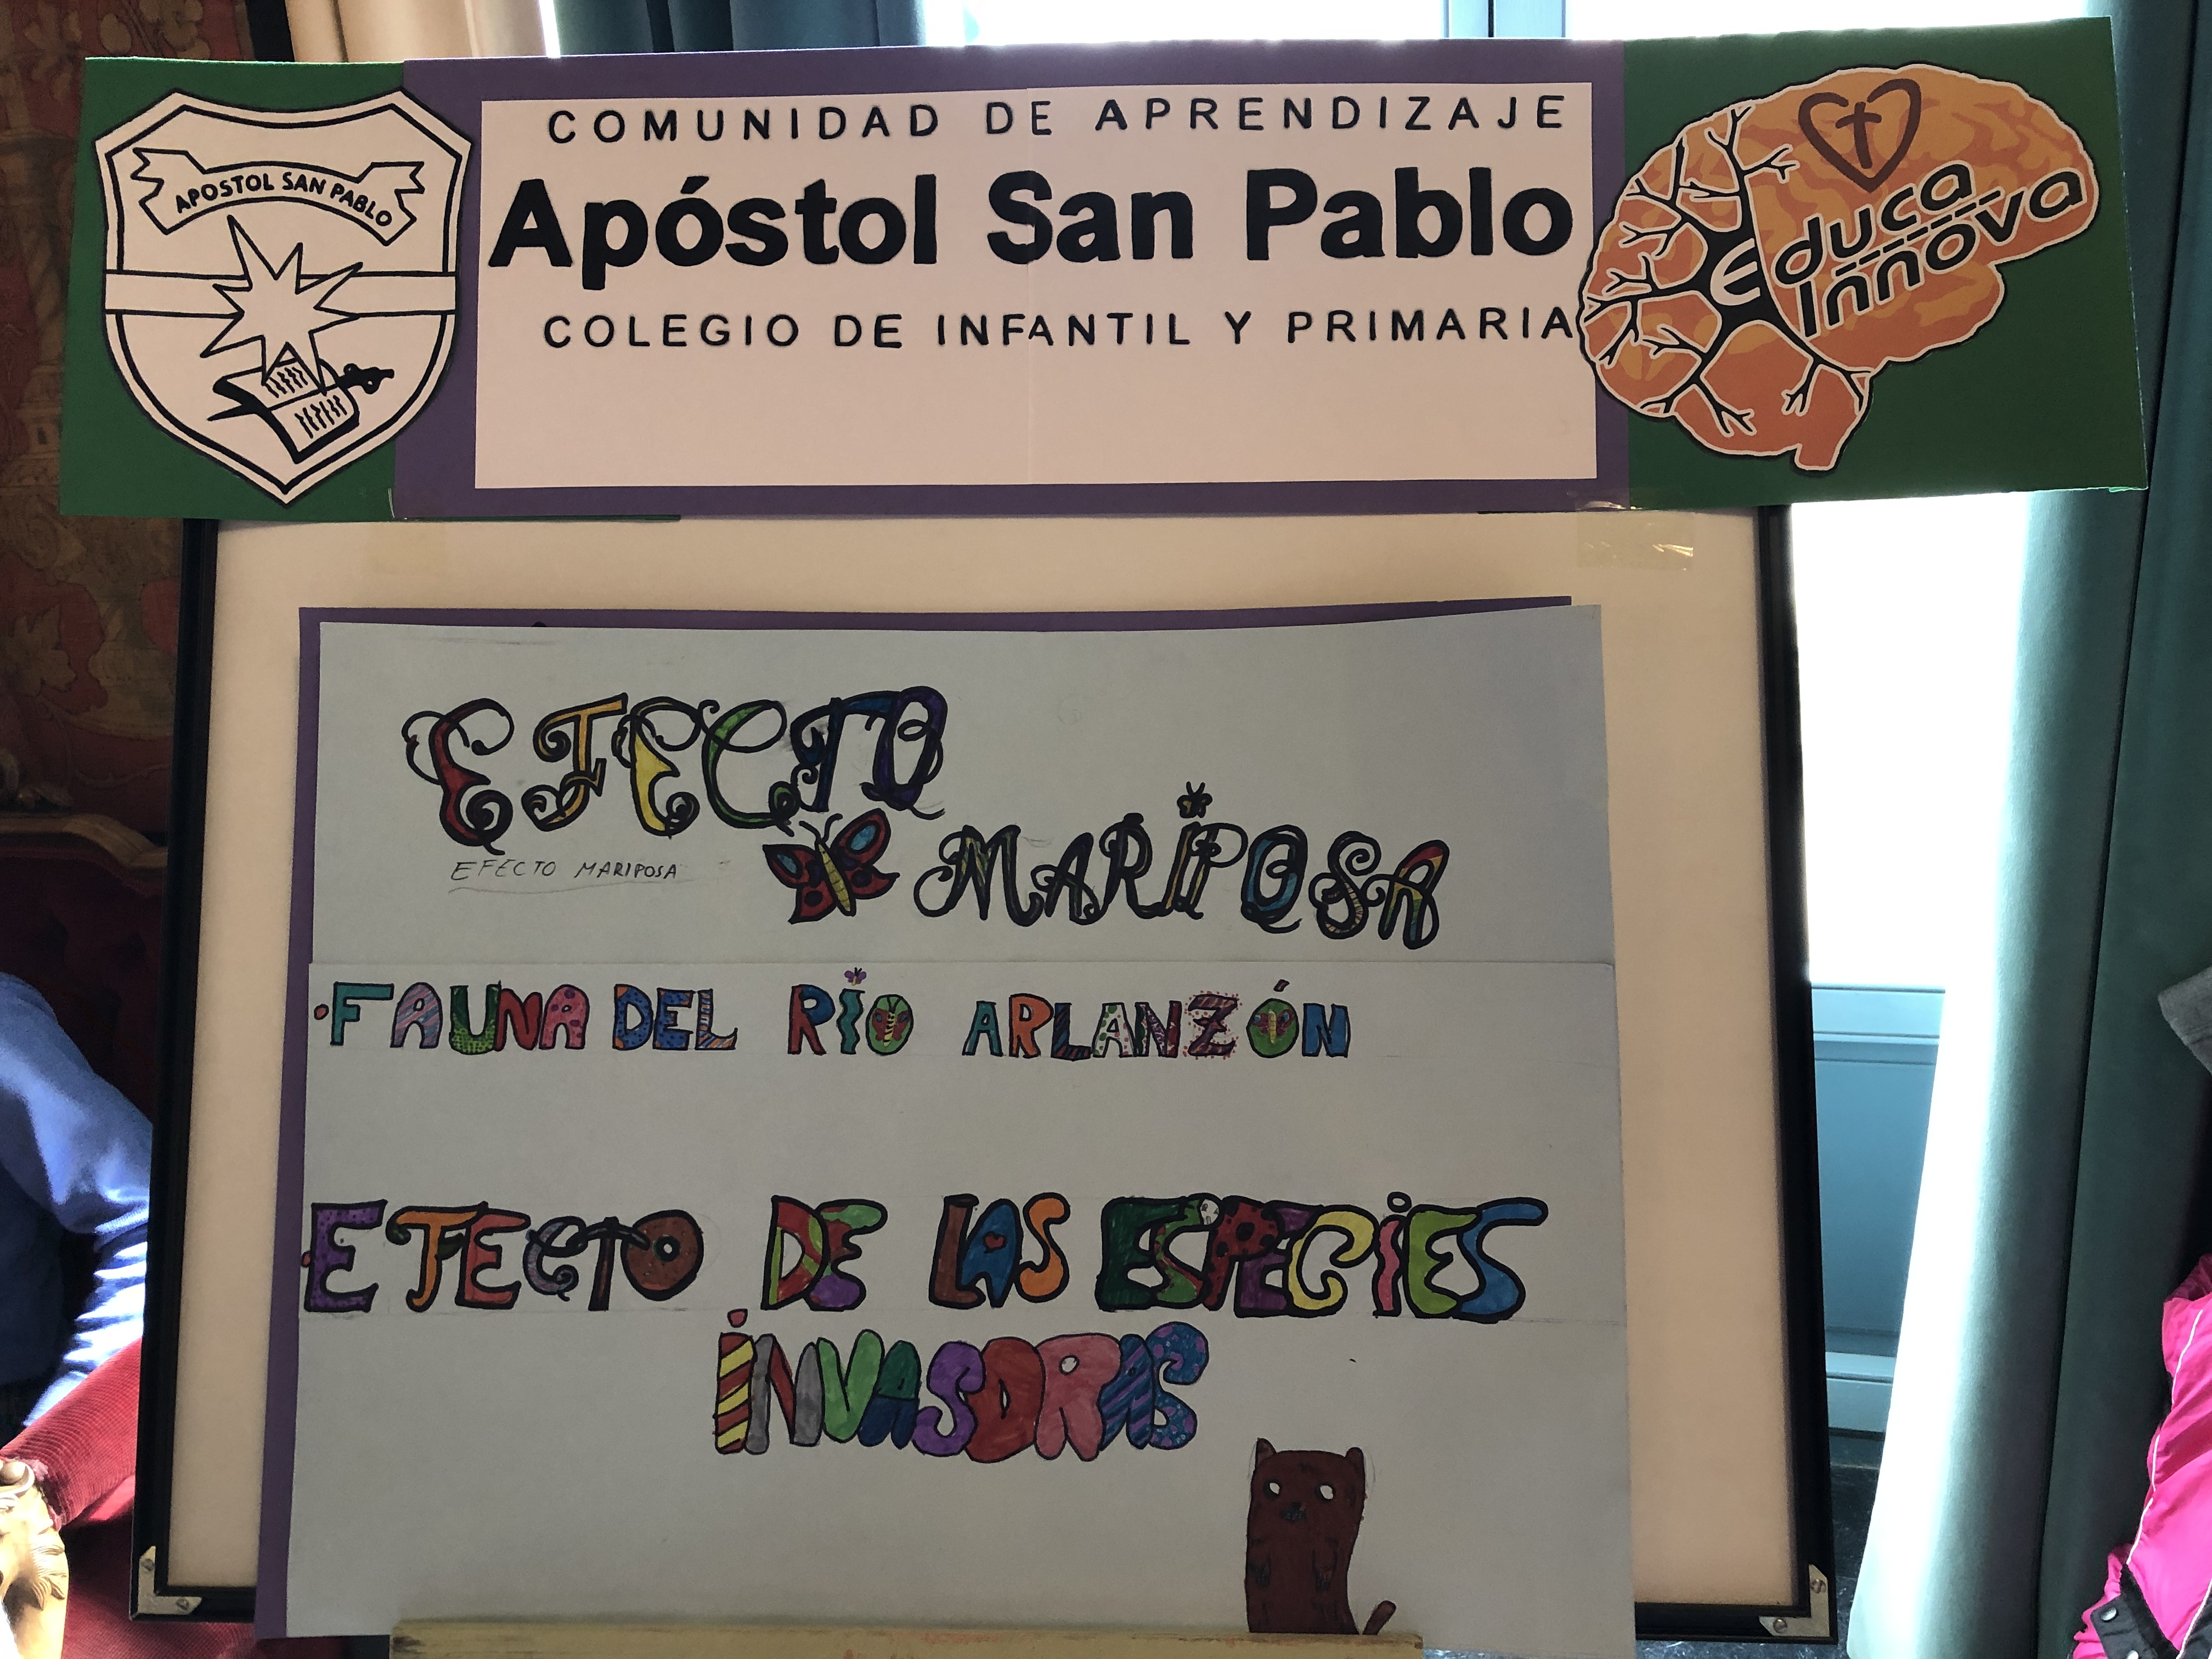 COMUNIDAD DE APRENDIZAJE
APOSTOL SAN PABLO
Apóstol San Pablo
COLEGIO DE INFANTIL Y PRIMARIA
Educa
Innova
EFECTO
MARiPOSA
EFECTO MARIPOSA
FAUNA DEL RÍO ARLANZÓN
EFECTO DE LAS ESPECiES
iNVASORAS